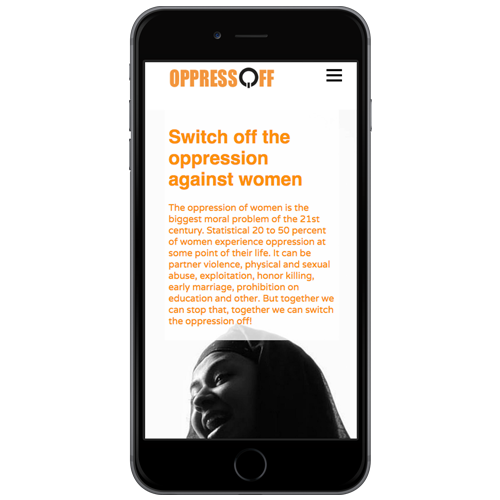 OPPRESSOFF
Switch off the
oppression
against women
The oppression of women is the
biggest moral problem of the 21st
century. Statistical 20 to 50 percent
of women experience oppression at
some point of their life. It can be
partner violence, physical and sexual
abuse, exploitation, honor killing,
early marriage, prohibition on
education and other. But together we
can stop that, together we can switch
the oppression off!